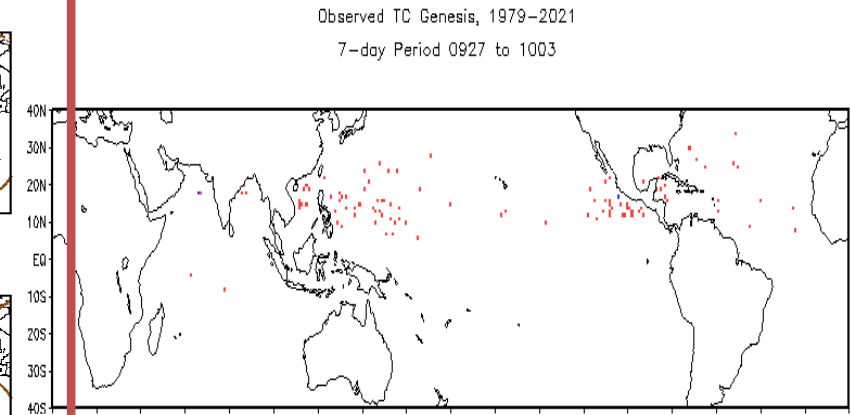 Observed TC Genesis, 1979-2021
7-day Period 0927 to 1003
40N
30N
20N
10N
EQ
10S
20S
30S
40S